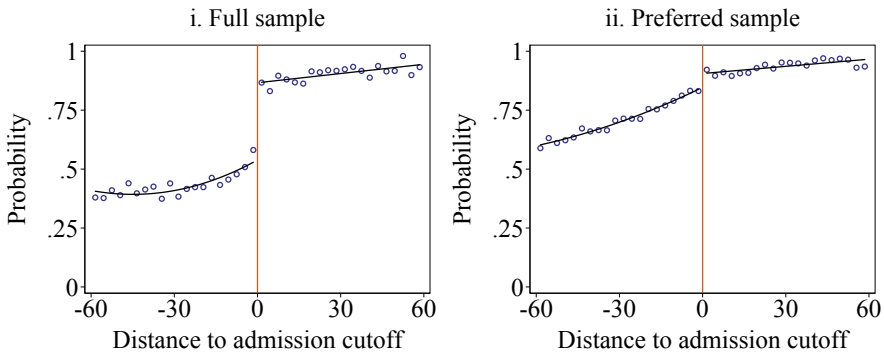 i. Full sample
Probability
1
.75
.5
.25
0
-60 -30 0 30 60
Distance to admission cutoff
ii. Preferred sample
Probability
1
.75
.5
.25
0
-60 -30 0 30 60
Distance to admission cutoff